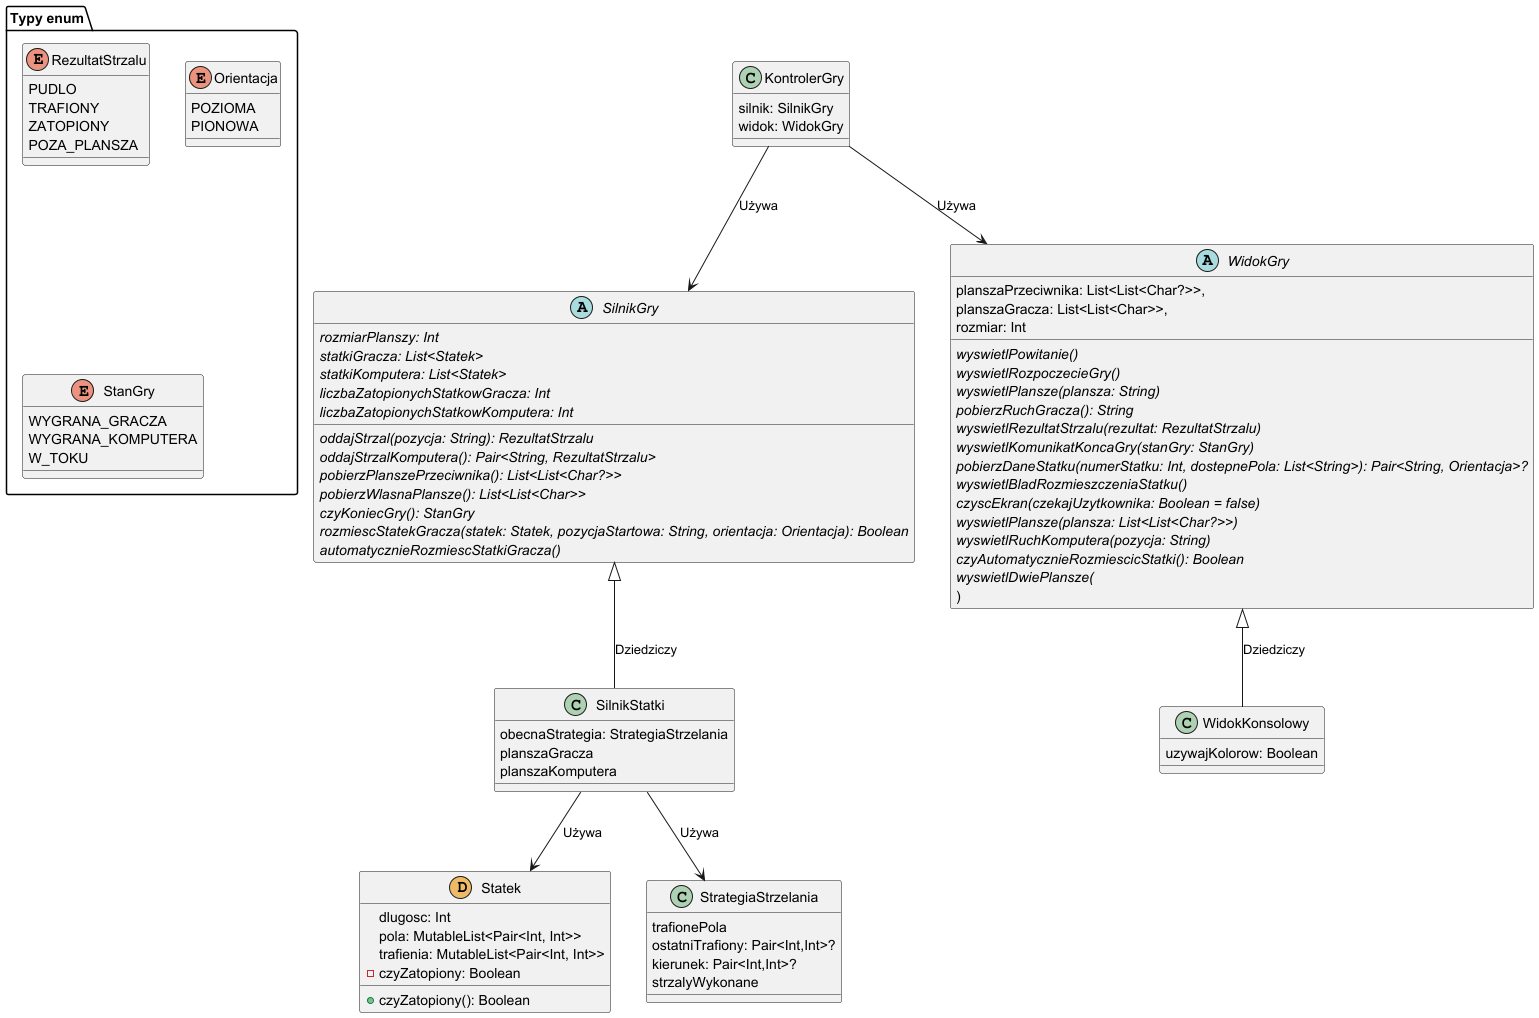 Typy enum
E RezultatStrzalu
PUDLO
TRAFIONY
ZATOPIONY
POZA_PLANSZA
E Orientacja
POZIOMA
PIONOWA
E StanGry
WYGRANA_GRACZA
WYGRANA_KOMPUTERA
W_TOKU
C KontrolerGry
silnik: SilnikGry
widok: WidokGry
Używa
Używa
A SilnikGry
rozmiarPlanszy: Int
statkiGracza: List<Statek>
statkiKomputera: List<Statek>
liczbaZatopionychStatkowGracza: Int
liczbaZatopionychStatkowKomputera: Int
oddajStrzal(pozycja: String): RezultatStrzalu
oddajStrzalKomputera(): Pair<String, RezultatStrzalu>
pobierzPlanszePrzeciwnika(): List<List<Char?>>
pobierzWlasnaPlansze(): List<List<Char>>
czyKoniecGry(): StanGry
rozmiescStatekGracza(statek: Statek, pozycjaStartowa: String, orientacja: Orientacja): Boolean
automatycznieRozmiescStatkiGracza()
A WidokGry
planszaPrzeciwnika: List<List<Char?>>,
planszaGracza: List<List<Char>>,
rozmiar: Int
wyswietlPowitanie()
wyswietlRozpoczecieGry()
wyswietlPlansze(plansza: String)
pobierzRuchGracza(): String
wyswietlRezultatStrzalu(rezultat: RezultatStrzalu)
wyswietlKomunikatKoncaGry(stanGry: StanGry)
pobierzDaneStatku(numerStatku: Int, dostepnePola: List<String>): Pair<String, Orientacja>?
wyswietlBladRozmieszczeniaStatku()
czyscEkran(czekajUzytkownika: Boolean = false)
wyswietlPlansze(plansza: List<List<Char?>>)
wyswietlRuchKomputera(pozycja: String)
czyAutomatycznieRozmiescicStatki(): Boolean
wyswietlDwiePlansze(
)
Dziedziczy
Dziedziczy
C SilnikStatki
obecnaStrategia: StrategiaStrzelania
planszaGracza
planszaKomputera
C WidokKonsolowy
uzywajKolorow: Boolean
Używa
Używa
D Statek
dlugosc: Int
pola: MutableList<Pair<Int, Int>>
trafienia: MutableList<Pair<Int, Int>>
czyZatopiony: Boolean
czyZatopiony(): Boolean
C StrategiaStrzelania
trafionePola
ostatniTrafiony: Pair<Int,Int>?
kierunek: Pair<Int,Int>?
strzalyWykonane